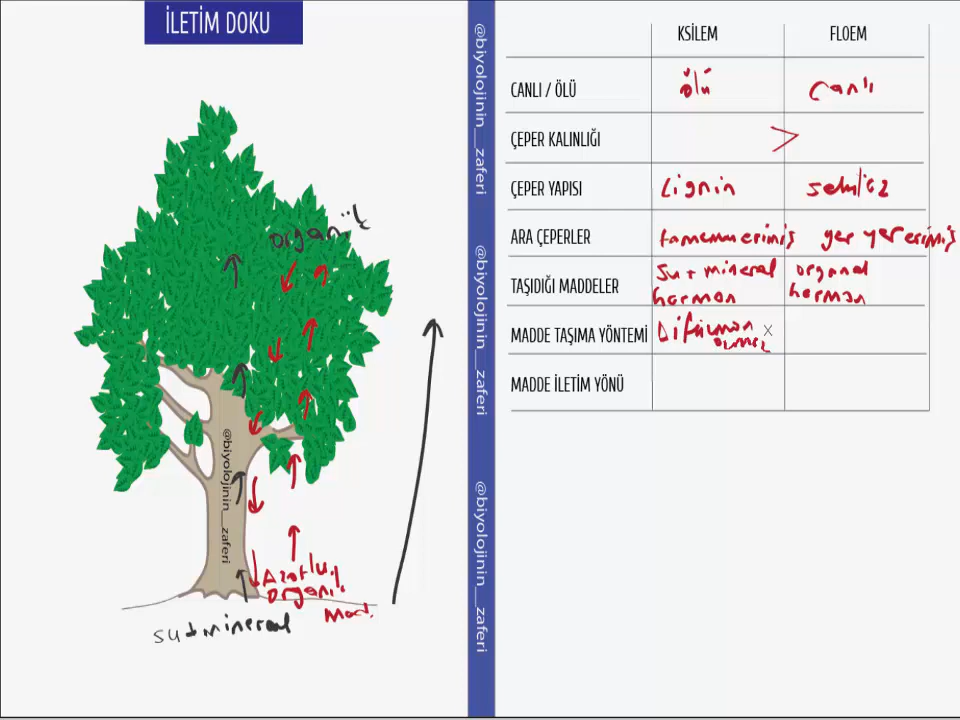 İLETİM DOKU
organik
@biyolojinin__zaferi
Azotlu
organik
Mad.
su+mineral
@biyolojinin__zaferi
@biyolojinin__zaferi
@biyolojinin__zaferi
KSİLEM FLOEM
CANLI / ÖLÜ ölü Canlı
ÇEPER KALINLIĞI >
ÇEPER YAPISI Lignin selüloz
ARA ÇEPERLER tamamen erimiş yer yer erimiş
TAŞIDIĞI MADDELER su + mineral hormon organal hormon
MADDE TAŞIMA YÖNTEMİ Difüzyon x
MADDE İLETİM YÖNÜ